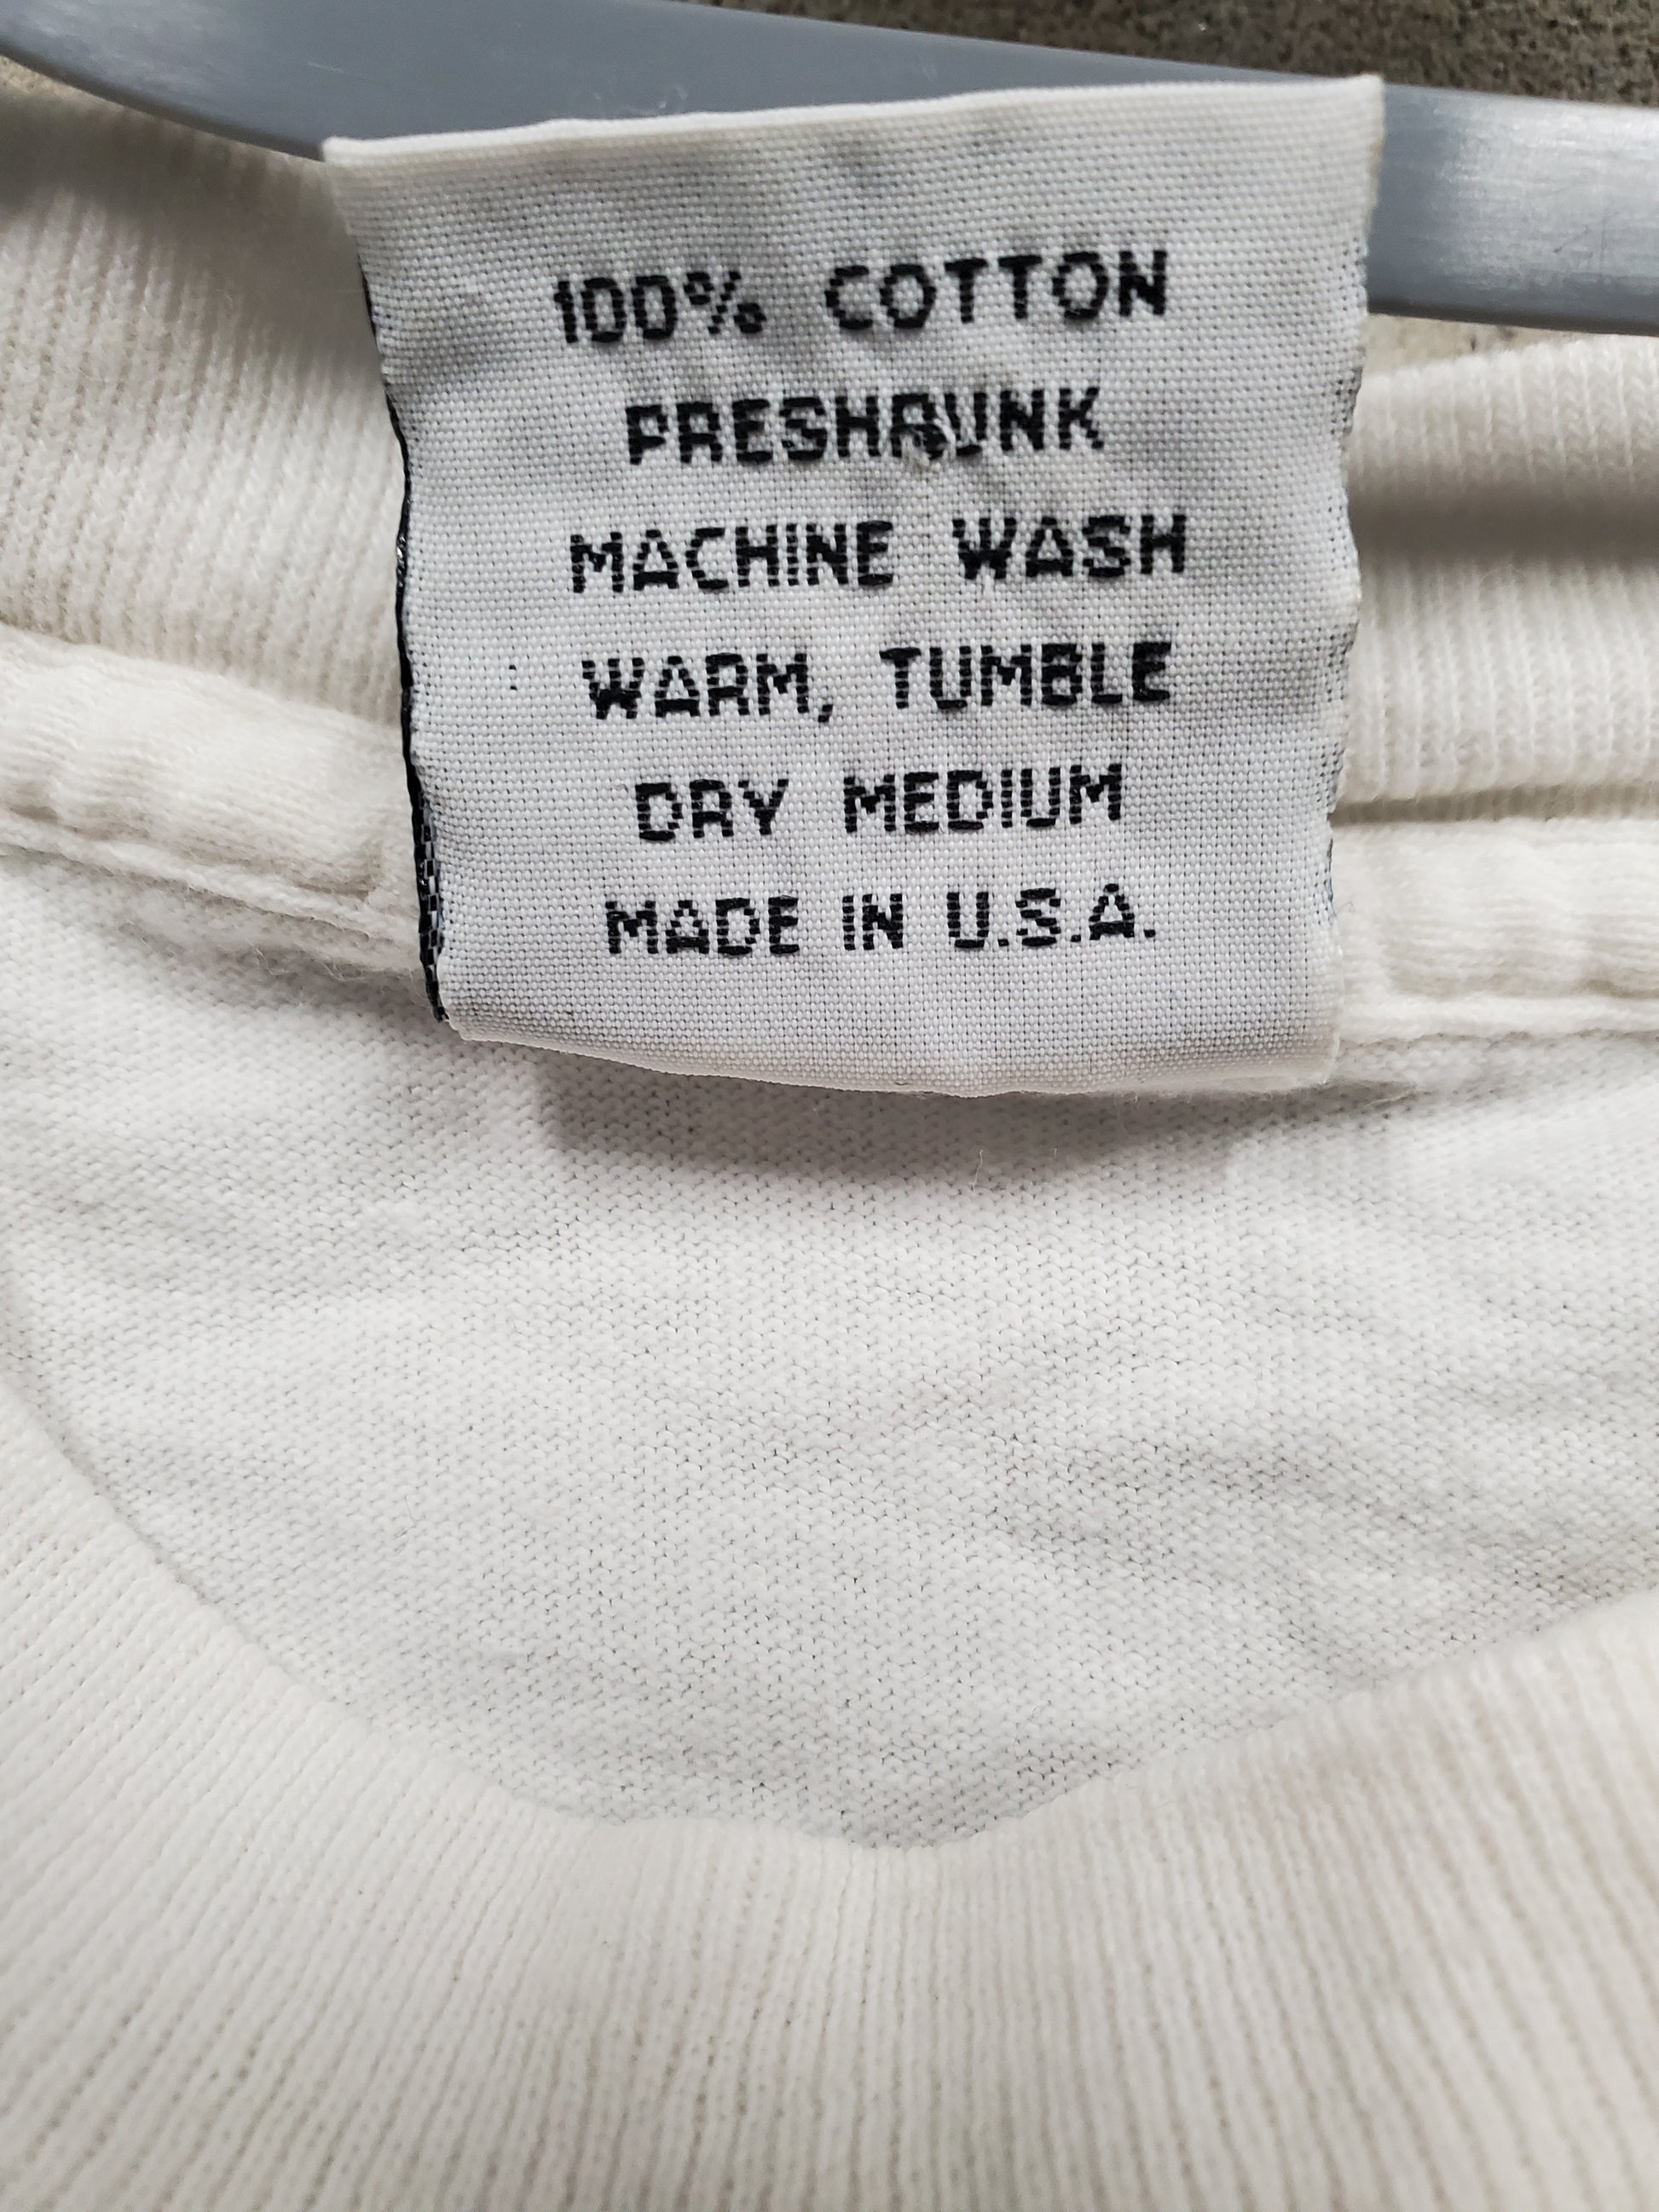 100% COTTON
PRESHRUNK
MACHINE WASH
WARM, TUMBLE
DRY MEDIUM
MADE IN U.S.A.